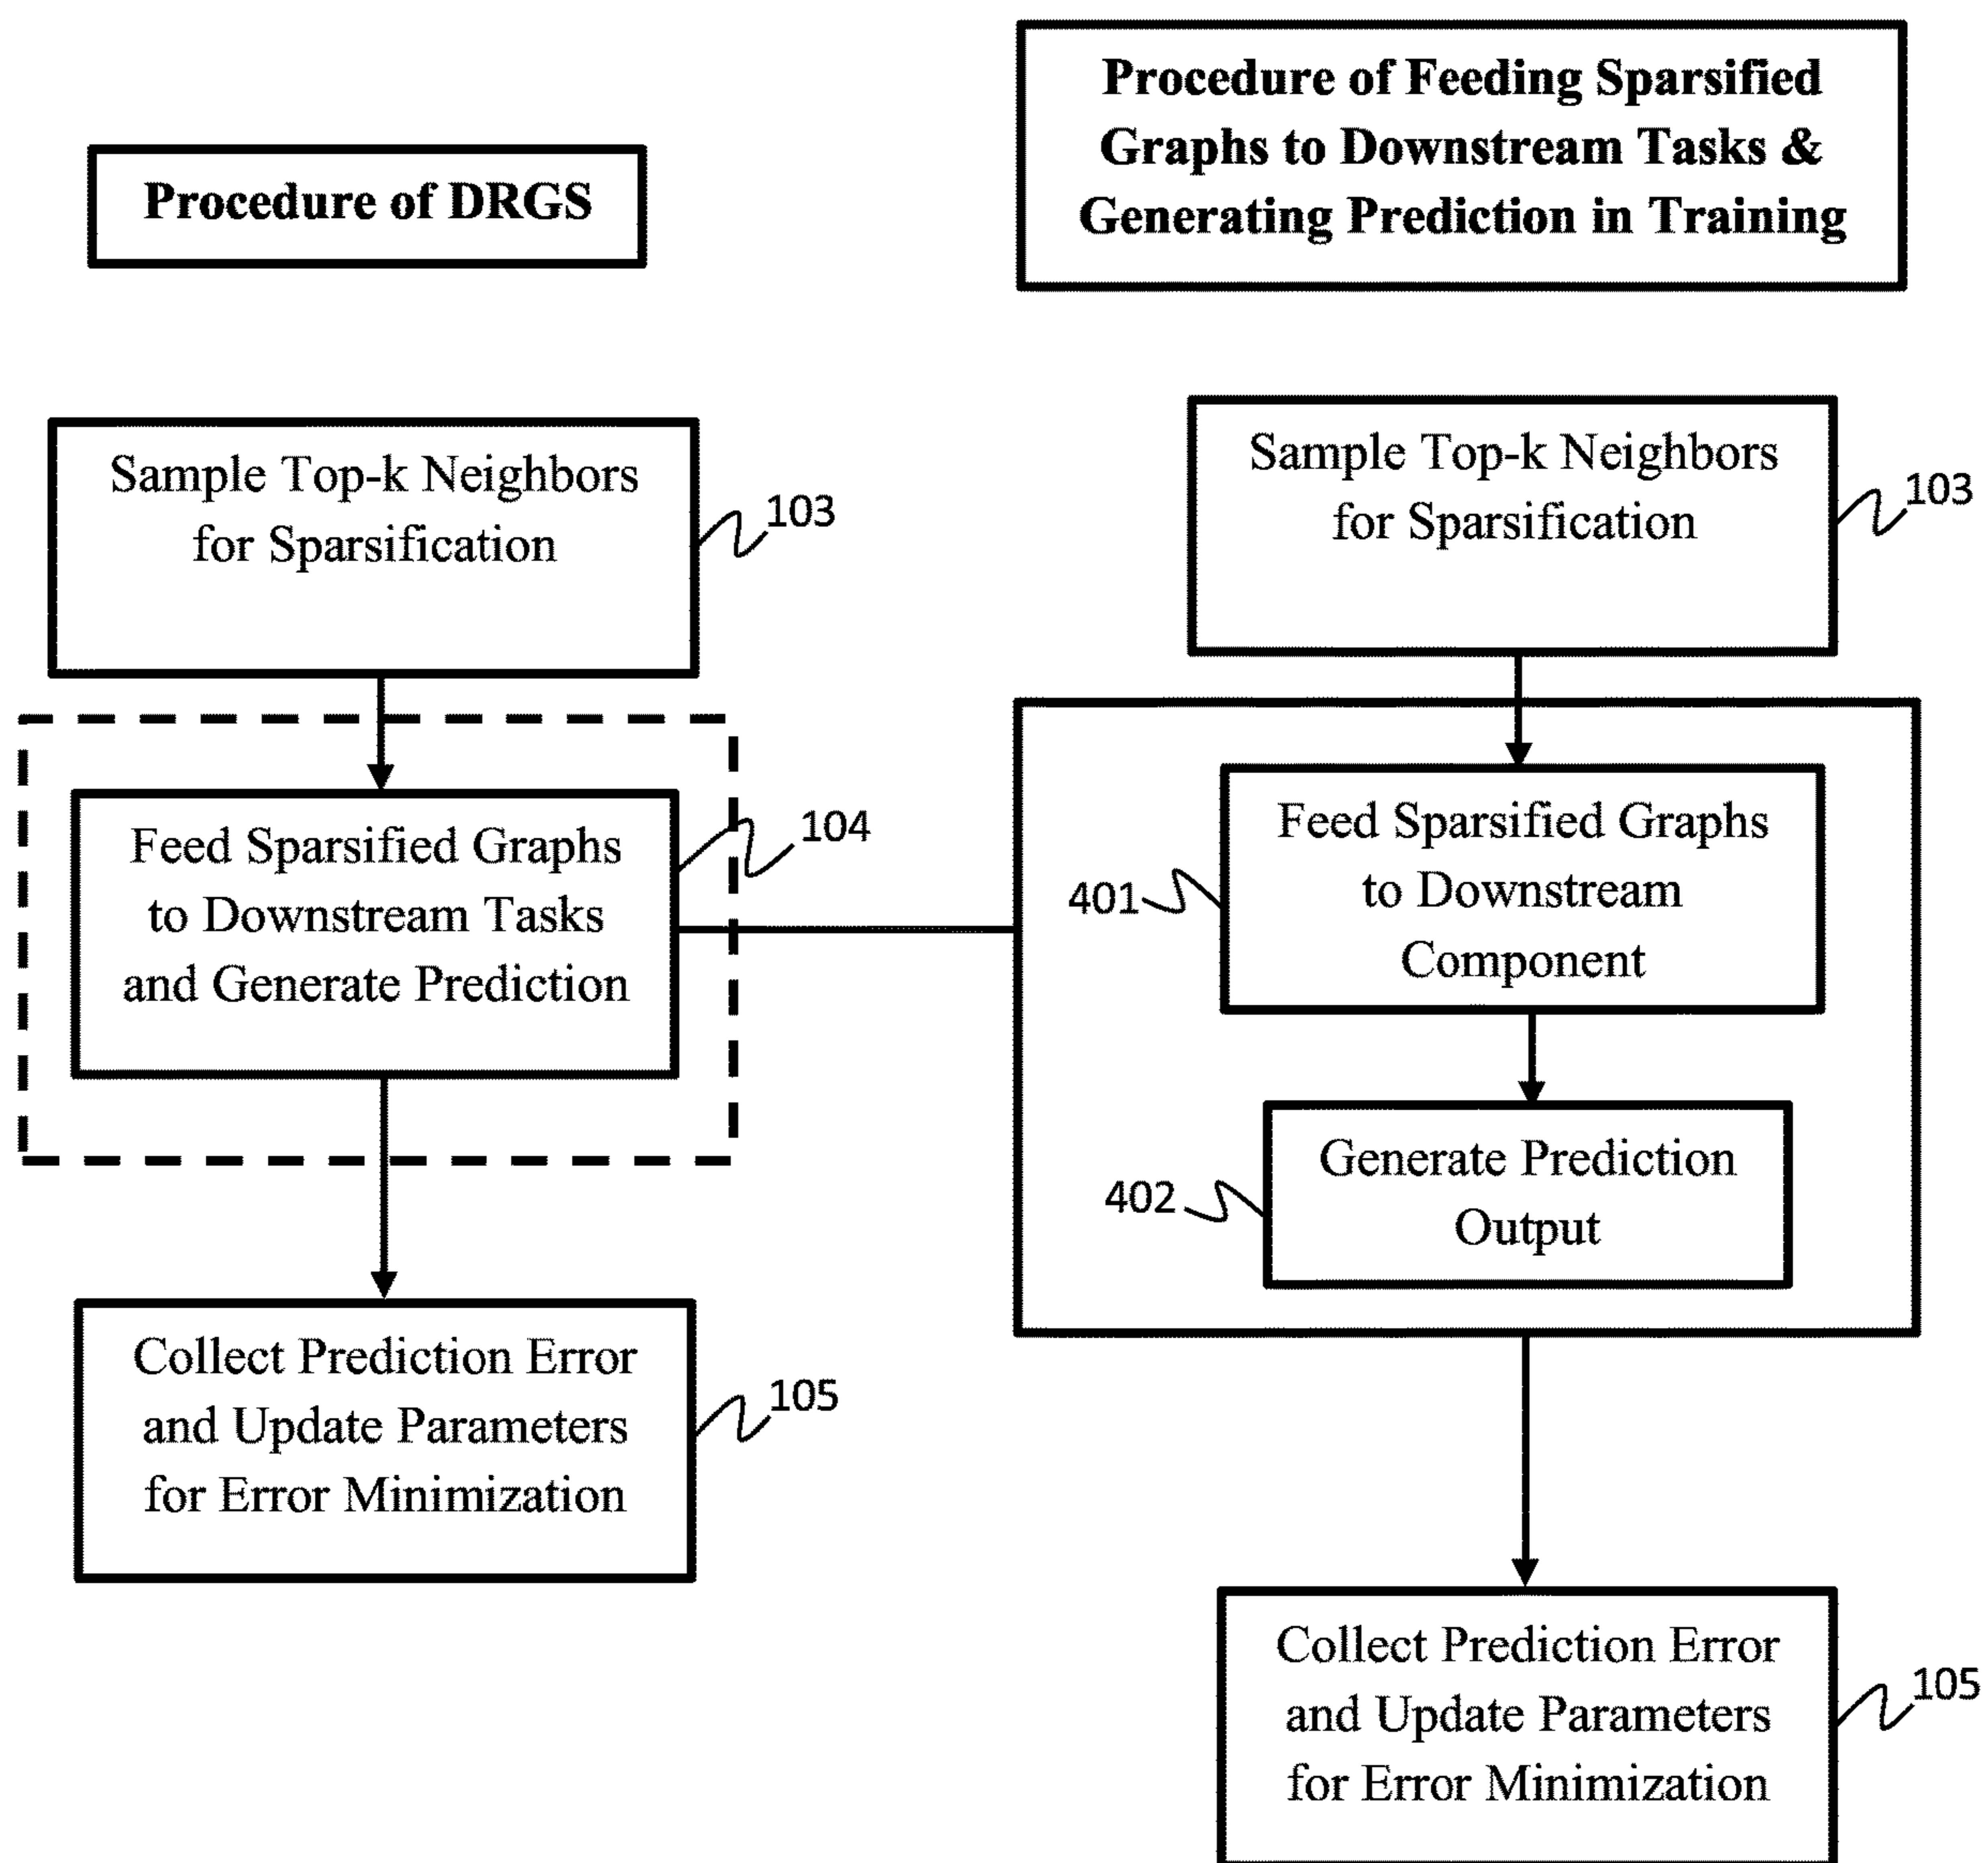 Procedure of DRGS
Procedure of Feeding Sparsified
Graphs to Downstream Tasks &
Generating Prediction in Training
Sample Top-k Neighbors
for Sparsification
103
Feed Sparsified Graphs
to Downstream Tasks
and Generate Prediction
104
Collect Prediction Error
and Update Parameters
for Error Minimization
105
Sample Top-k Neighbors
for Sparsification
103
Feed Sparsified Graphs
to Downstream
Component
401
Generate Prediction
Output
402
Collect Prediction Error
and Update Parameters
for Error Minimization
105